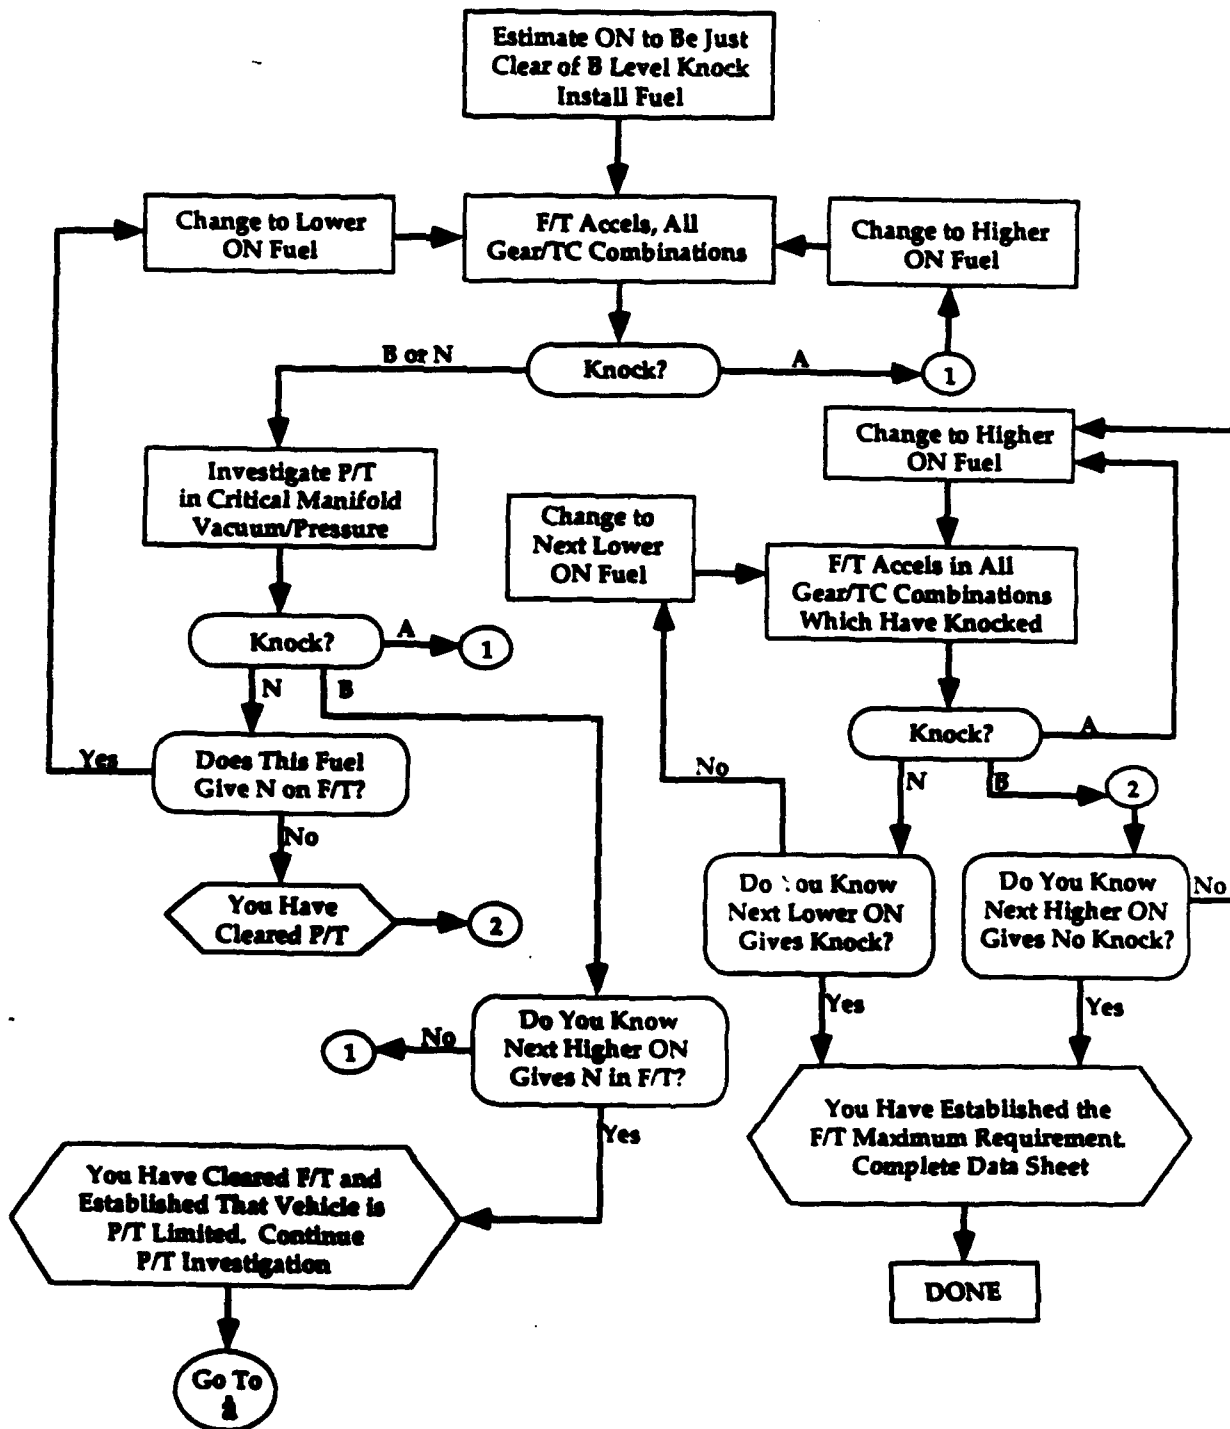 Estimate ON to Be Just
Clear of B Level Knock
Install Fuel
Change to Lower
ON Fuel
F/T Accels, All
Gear/TC Combinations
Change to Higher
ON Fuel
B or N
Knock?
A
1
Change to Higher
ON Fuel
Investigate P/T
in Critical Manifold
Vacuum/Pressure
Change to
Next Lower
ON Fuel
F/T Accels in All
Gear/TC Combinations
Which Have Knocked
Knock?
A
1
N
B
Knock?
A
Yes
Does This Fuel
Give N on F/T?
No
N
B
2
No
You Have
Cleared P/T
2
Do You Know
Next Lower ON
Gives Knock?
Do You Know
Next Higher ON
Gives No Knock?
No
Yes
Yes
1
No
Do You Know
Next Higher ON
Gives N in F/T?
Yes
You Have Established the
F/T Maximum Requirement.
Complete Data Sheet
You Have Cleared F/T and
Established That Vehicle is
P/T Limited. Continue
P/T Investigation
DONE
Go To